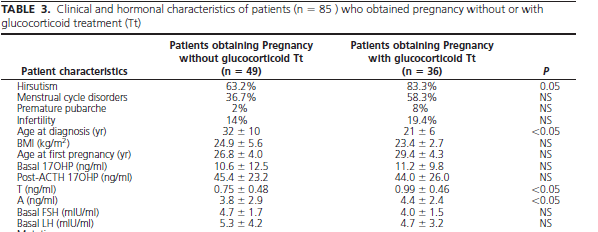 TABLE 3. Clinical and hormonal characteristics of patients (n = 85 ) who obtained pregnancy without or with
glucocorticoid treatment (Tt)
Patients obtaining Pregnancy Patients obtaining Pregnancy
without glucocorticoid Tt with glucocorticoid Tt
Patient characteristics (n = 49) (n = 36) P
Hirsutism 63.2% 83.3% 0.05
Menstrual cycle disorders 36.7% 58.3% NS
Premature pubarche 2% 8% NS
Infertility 14% 19.4% NS
Age at diagnosis (yr) 32 ± 10 21 ± 6 <0.05
BMI (kg/m²) 24.9 ± 5.6 23.4 ± 2.7 NS
Age at first pregnancy (yr) 26.8 ± 4.0 29.4 ± 4.3 NS
Basal 17OHP (ng/ml) 10.6 ± 12.5 11.2 ± 9.8 NS
Post-ACTH 17OHP (ng/ml) 45.4 ± 23.2 44.0 ± 26.0 NS
T (ng/ml) 0.75 ± 0.48 0.99 ± 0.46 <0.05
A (ng/ml) 3.8 ± 2.9 4.4 ± 2.4 <0.05
Basal FSH (mIU/ml) 4.7 ± 1.7 4.0 ± 1.5 NS
Basal LH (mIU/ml) 5.3 ± 4.2 4.7 ± 3.2 NS